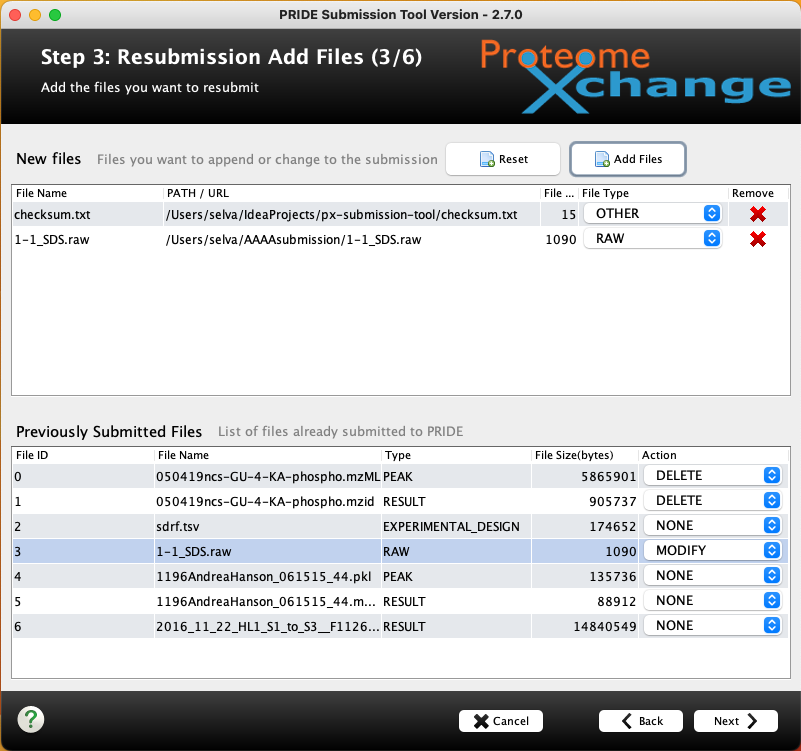 PRIDE Submission Tool Version - 2.7.0
Step 3: Resubmission Add Files (3/6)
Add the files you want to resubmit
Proteome
Xchange
New files Files you want to append or change to the submission Reset Add Files
File Name PATH / URL File ... File Type Remove
checksum.txt /Users/selva/IdeaProjects/px-submission-tool/checksum.txt 15 OTHER
1-1_SDS.raw /Users/selva/AAAAsubmission/1-1_SDS.raw 1090 RAW
Previously Submitted Files List of files already submitted to PRIDE
File ID File Name Type File Size(bytes) Action
0 050419ncs-GU-4-KA-phospho.mzML PEAK 5865901 DELETE
1 050419ncs-GU-4-KA-phospho.mzid RESULT 905737 DELETE
2 sdrf.tsv EXPERIMENTAL_DESIGN 174652 NONE
3 1-1_SDS.raw RAW 1090 MODIFY
4 1196AndreaHanson_061515_44.pkl PEAK 135736 NONE
5 1196AndreaHanson_061515_44.m... RESULT 88912 NONE
6 2016_11_22_HL1_S1_to_S3__F1126... RESULT 14840549 NONE
? Cancel Back Next